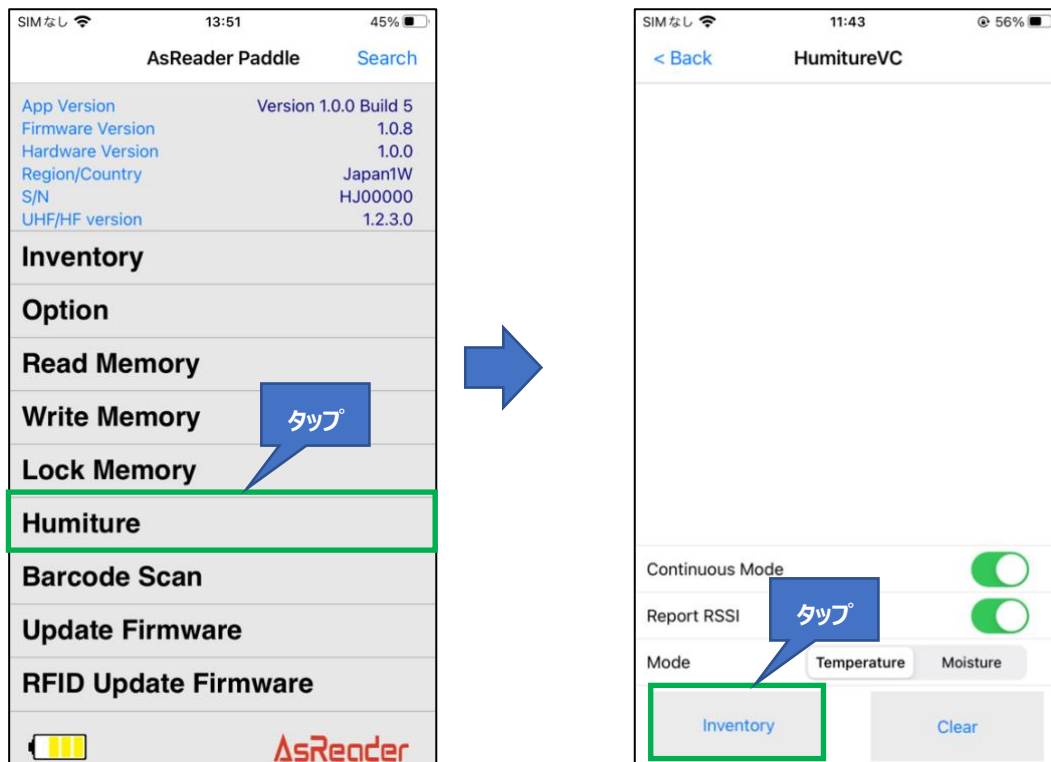 SIMなし 13:51 45%
AsReader Paddle Search
App Version Version 1.0.0 Build 5
Firmware Version 1.0.8
Hardware Version 1.0.0
Region/Country Japan1W
S/N HJ00000
UHF/HF version 1.2.3.0
Inventory
Option
Read Memory
Write Memory
タップ
Lock Memory
Humiture
Barcode Scan
Update Firmware
RFID Update Firmware
AsReader
SIMなし 11:43 56%
< Back HumitureVC
Continuous Mode
Report RSSI
タップ
Mode Temperature Moisture
Inventory Clear